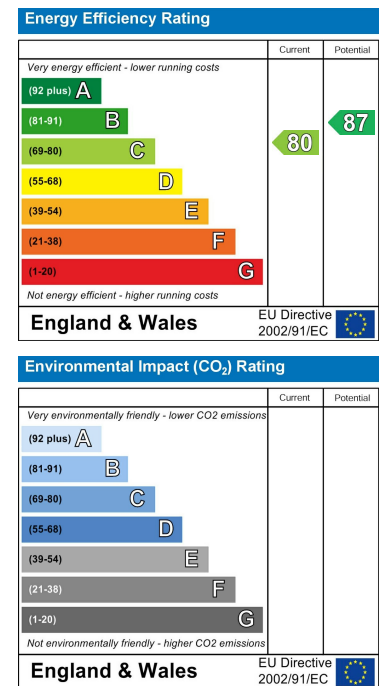 Energy Efficiency Rating
Current Potential
Very energy efficient - lower running costs
(92 plus) A
(81-91) B
(69-80) C
(55-68) D
(39-54) E
(21-38) F
(1-20) G
80
87
Not energy efficient - higher running costs
England & Wales
EU Directive
2002/91/EC
Environmental Impact (CO₂) Rating
Current Potential
Very environmentally friendly - lower CO2 emissions
(92 plus) A
(81-91) B
(69-80) C
(55-68) D
(39-54) E
(21-38) F
(1-20) G
Not environmentally friendly - higher CO2 emissions
England & Wales
EU Directive
2002/91/EC